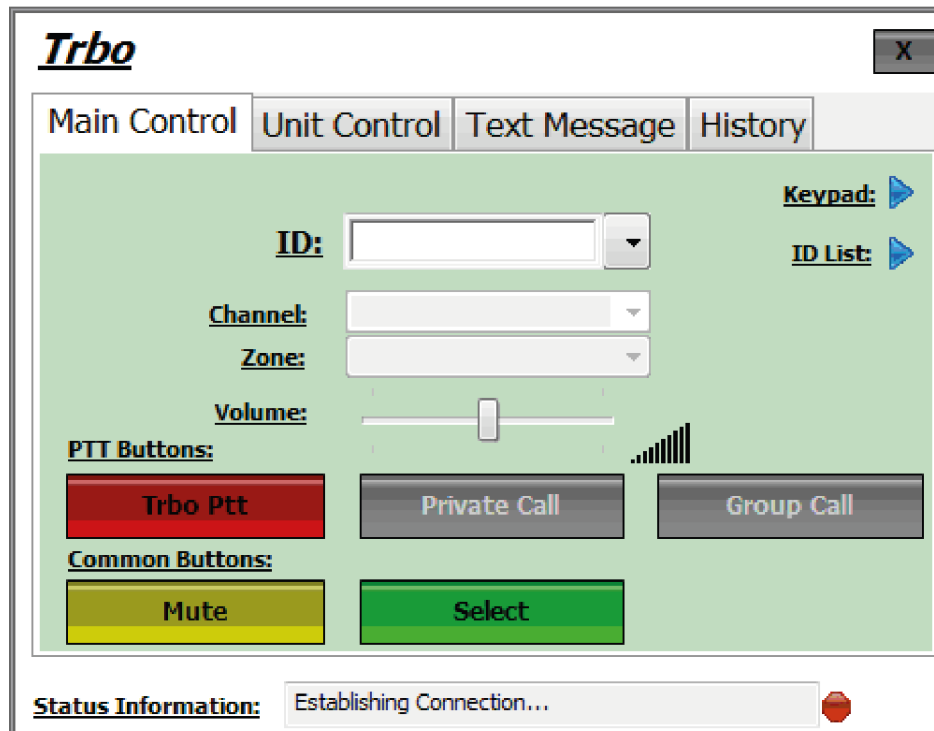 Trbo
X
Main Control Unit Control Text Message History
Keypad:
ID:
ID List:
Channel:
Zone:
Volume:
PTT Buttons:
Trbo Ptt Private Call Group Call
Common Buttons:
Mute Select
Status Information: Establishing Connection...